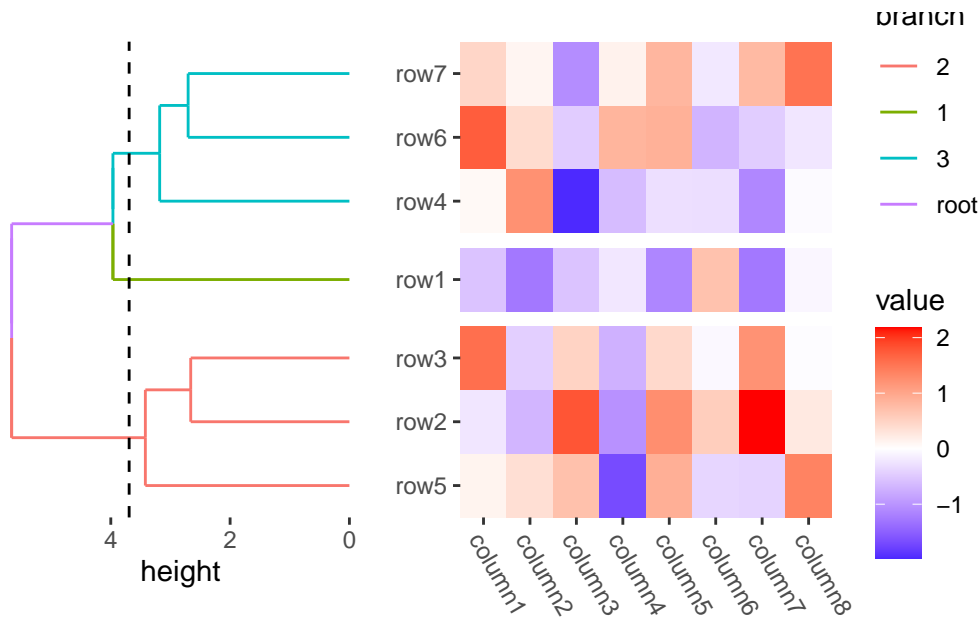 branch
2
1
3
root
row7
row6
row4
row1
row3
row2
row5
value
2
1
0
−1
4
2
0
height
column1
column2
column3
column4
column5
column6
column7
column8